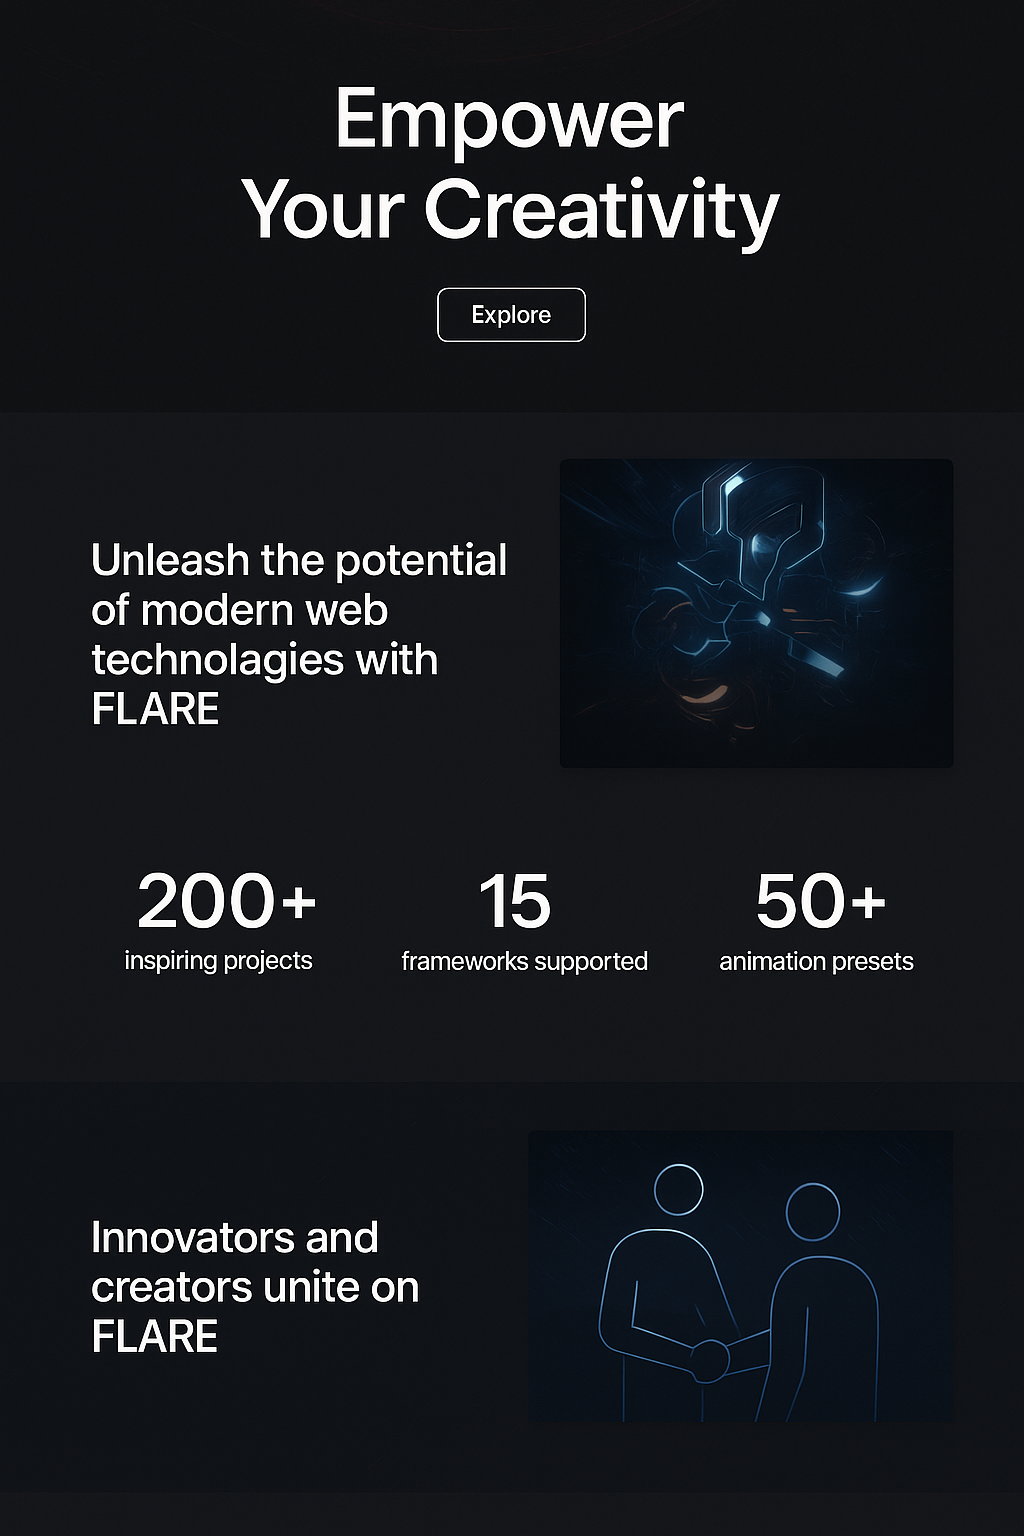 Empower
Your Creativity
Explore
Unleash the potential
of modern web
technolagies with
FLARE
200+
15
50+
inspiring projects
frameworks supported
animation presets
Innovators and
creators unite on
FLARE